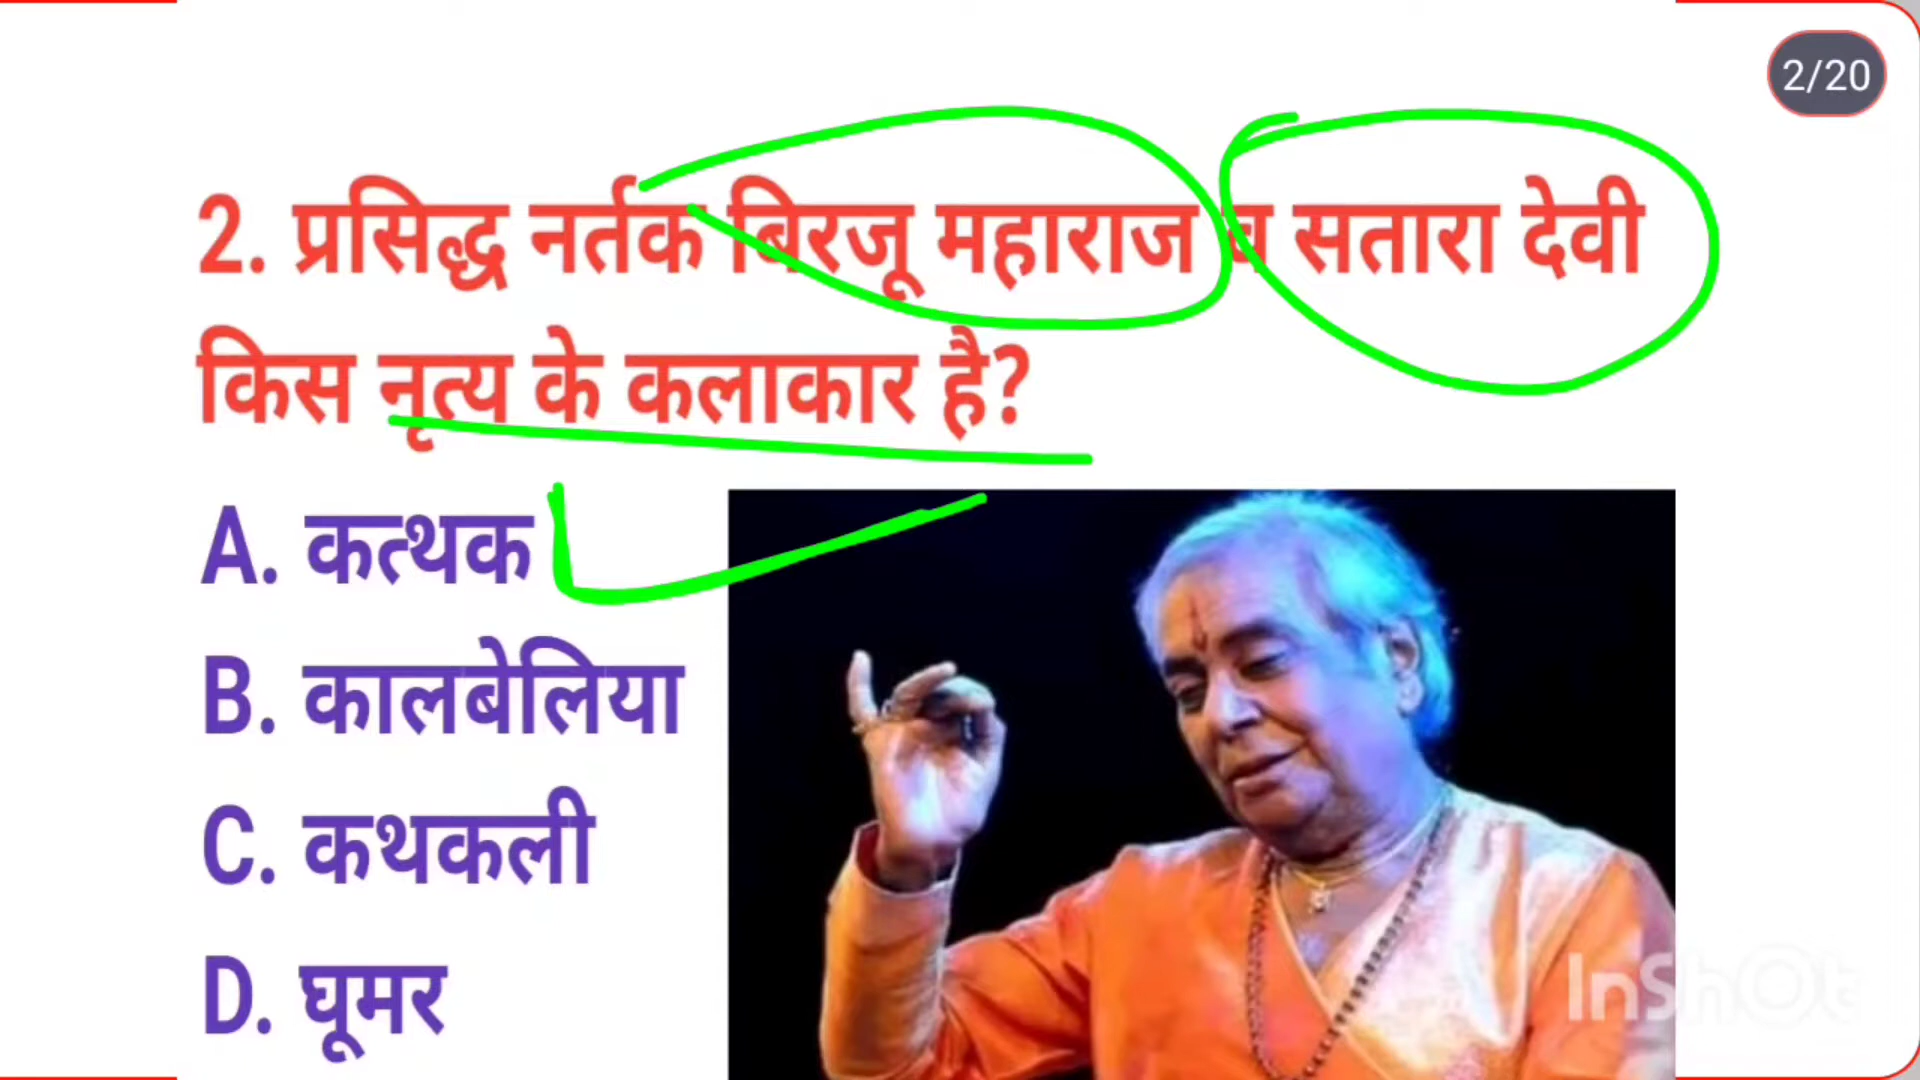 2/20
2. प्रसिद्ध नर्तक बिरजू महाराज व सतारा देवी
किस नृत्य के कलाकार है?
A. कत्थक
B. कालबेलिया
C. कथकली
D. घूमर
InShot